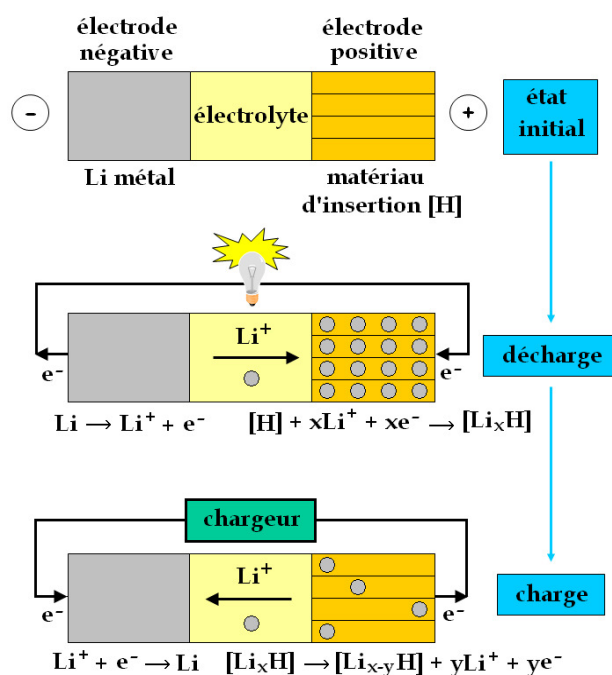 électrode
négative
électrode
positive
-
électrolyte
+
état
initial
Li métal
matériau
d'insertion [H]
Li⁺
e⁻
e⁻
décharge
Li → Li⁺ + e⁻
[H] + xLi⁺ + xe⁻ → [LiₓH]
chargeur
Li⁺
e⁻
e⁻
charge
Li⁺ + e⁻ → Li
[LiₓH] → [Liₓ₋yH] + yLi⁺ + ye⁻